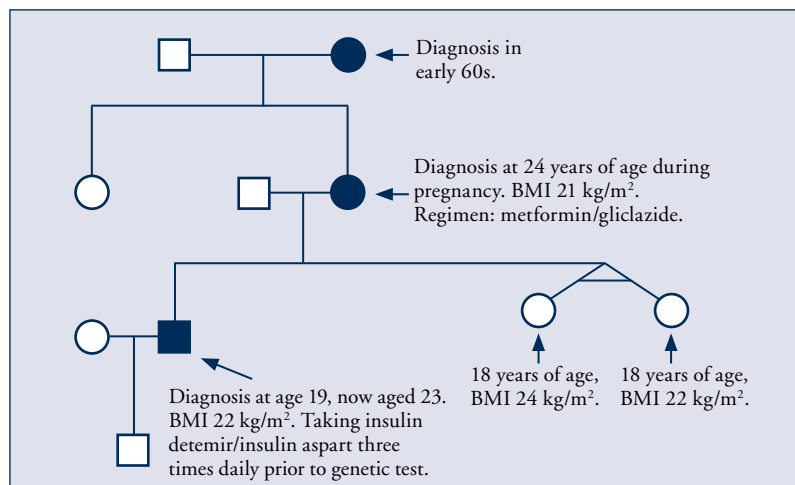 Diagnosis in
early 60s.
Diagnosis at 24 years of age during
pregnancy. BMI 21 kg/m².
Regimen: metformin/gliclazide.
Diagnosis at age 19, now aged 23.
BMI 22 kg/m². Taking insulin
detemir/insulin aspart three
times daily prior to genetic test.
18 years of age,
BMI 24 kg/m².
18 years of age,
BMI 22 kg/m².